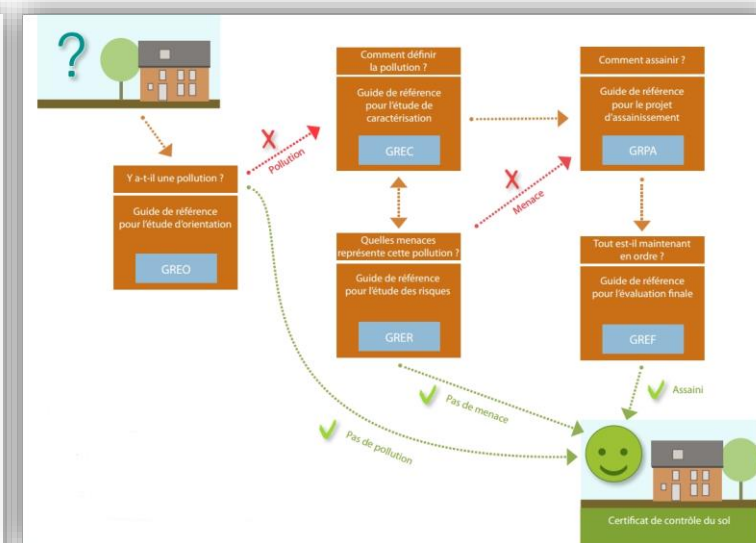 ?
Y a-t-il une pollution ?
Guide de référence
pour l'étude d'orientation
GREO
Pollution
Comment définir
la pollution ?
Guide de référence
pour l'étude de
caractérisation
GREC
Quelles menaces
représente cette pollution ?
Guide de référence
pour l'étude des risques
GRER
Menace
Comment assainir ?
Guide de référence
pour le projet
d'assainissement
GRPA
Tout est-il maintenant
en ordre ?
Guide de référence
pour l'évaluation finale
GREF
Assaini
Pas de menace
Pas de pollution
Certificat de contrôle du sol